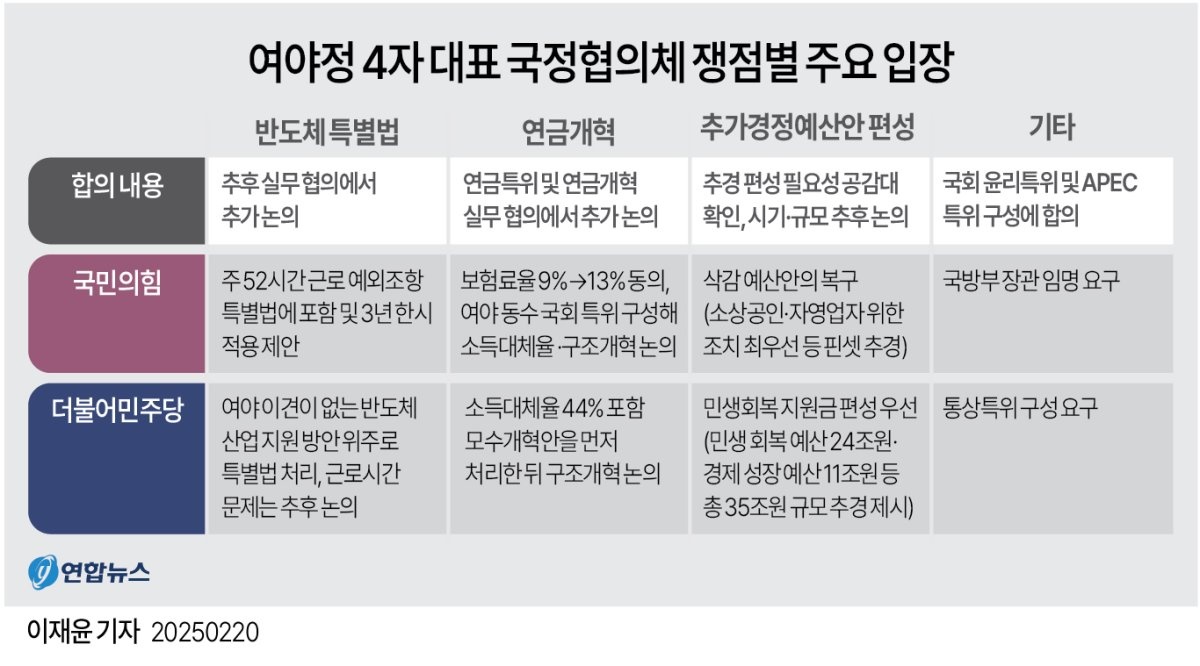 여야정 4자 대표 국정협의체 쟁점별 주요 입장
반도체 특별법
연금개혁
추가경정예산안 편성
기타
합의 내용
추후 실무 협의에서
추가 논의
연금특위 및 연금개혁
실무 협의에서 추가 논의
추경 편성 필요성 공감대
확인, 시기·규모 추후 논의
국회 윤리특위 및 APEC
특위 구성에 합의
국민의힘
주 52시간 근로 예외조항
특별법에 포함 및 3년 한시
적용 제안
보험료율 9%→13% 동의,
여야 동수 국회 특위 구성해
소득대체율·구조개혁 논의
삭감 예산안의 복구
(소상공인·자영업자 위한
조치 최우선 등 핀셋 추경)
국방부 장관 임명 요구
더불어민주당
여야 이견이 없는 반도체
산업 지원 방안 위주로
특별법 처리, 근로시간
문제는 추후 논의
소득대체율 44% 포함
모수개혁안을 먼저
처리한 뒤 구조개혁 논의
민생회복 지원금 편성 우선
(민생 회복 예산 24조원·
경제 성장 예산 11조원 등
총 35조원 규모 추경 제시)
통상특위 구성 요구
연합뉴스
이재윤 기자 20250220